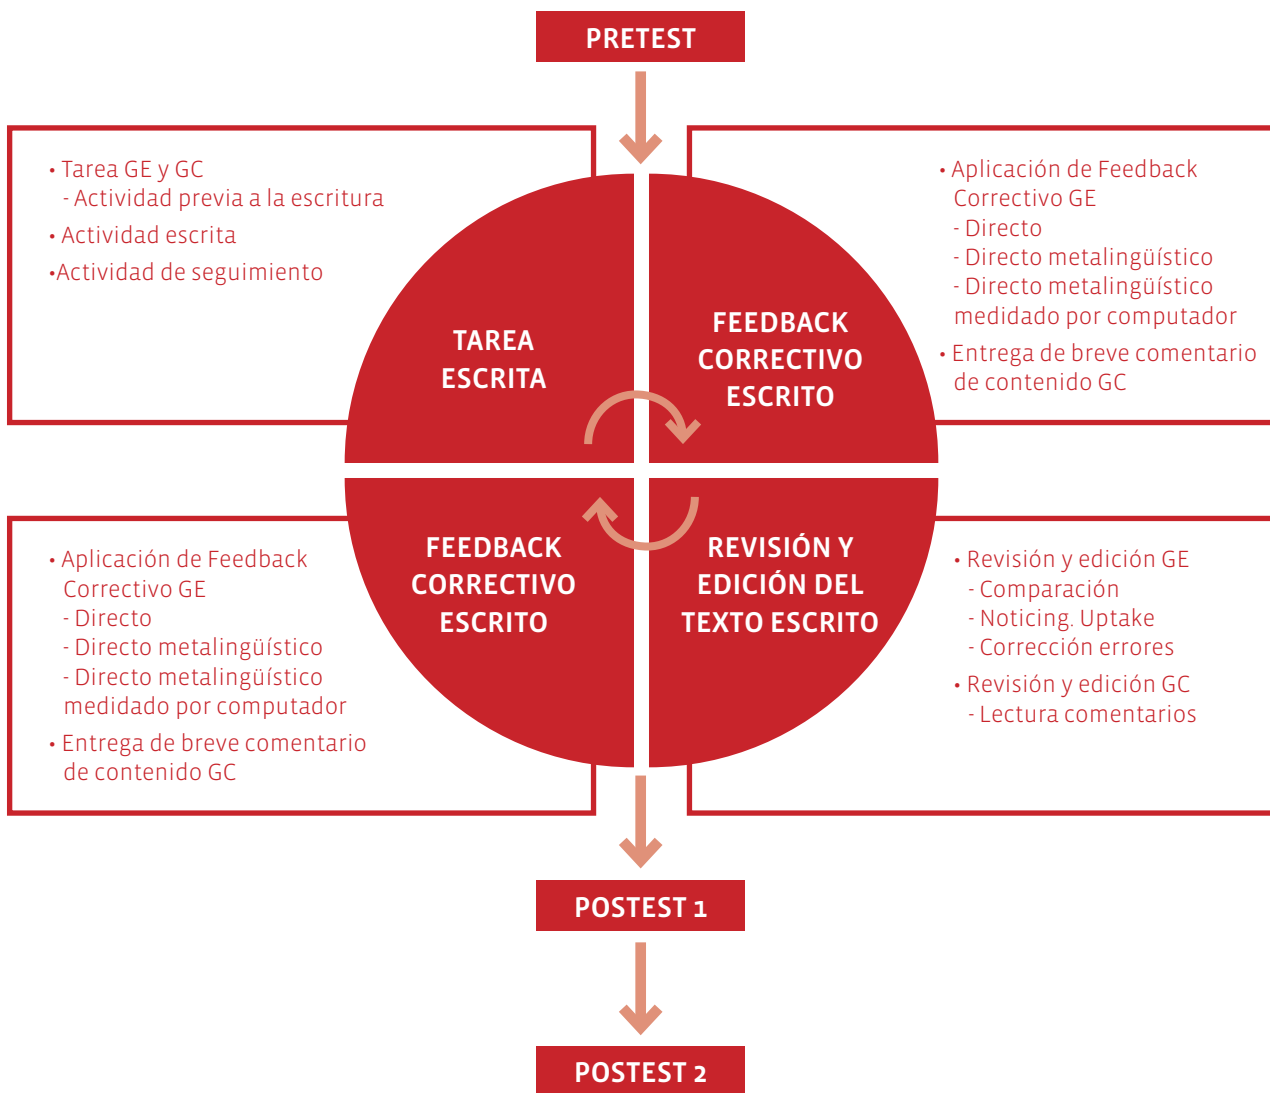 PRETEST
• Tarea GE y GC
- Actividad previa a la escritura
• Actividad escrita
•Actividad de seguimiento
• Aplicación de Feedback
Correctivo GE
- Directo
- Directo metalingüístico
- Directo metalingüístico
medidado por computador
• Entrega de breve comentario
de contenido GC
TAREA
ESCRITA
FEEDBACK
CORRECTIVO
ESCRITO
FEEDBACK
CORRECTIVO
ESCRITO
REVISIÓN Y
EDICIÓN DEL
TEXTO ESCRITO
• Aplicación de Feedback
Correctivo GE
- Directo
- Directo metalingüístico
- Directo metalingüístico
medidado por computador
• Entrega de breve comentario
de contenido GC
• Revisión y edición GE
- Comparación
- Noticing. Uptake
- Corrección errores
• Revisión y edición GC
- Lectura comentarios
POSTEST 1
POSTEST 2